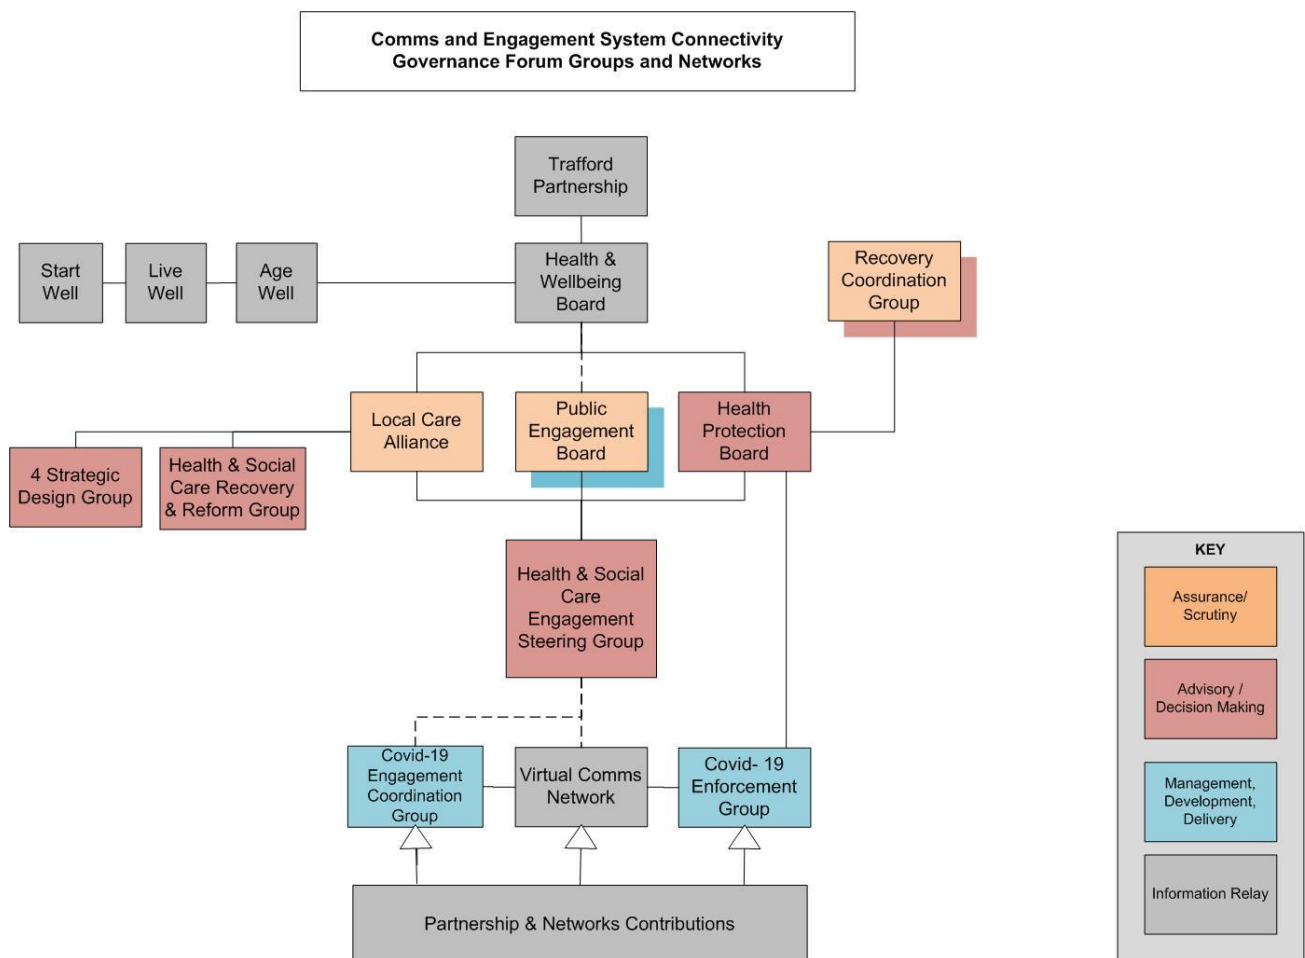 Comms and Engagement System Connectivity
Governance Forum Groups and Networks
Trafford
Partnership
Start
Well
Live
Well
Age
Well
Health &
Wellbeing
Board
Recovery
Coordination
Group
Local Care
Alliance
Public
Engagement
Board
Health
Protection
Board
4 Strategic
Design Group
Health & Social
Care Recovery
& Reform Group
Health & Social
Care
Engagement
Steering Group
Covid-19
Engagement
Coordination
Group
Virtual Comms
Network
Covid- 19
Enforcement
Group
Partnership & Networks Contributions
KEY
Assurance/
Scrutiny
Advisory /
Decision Making
Management,
Development,
Delivery
Information Relay